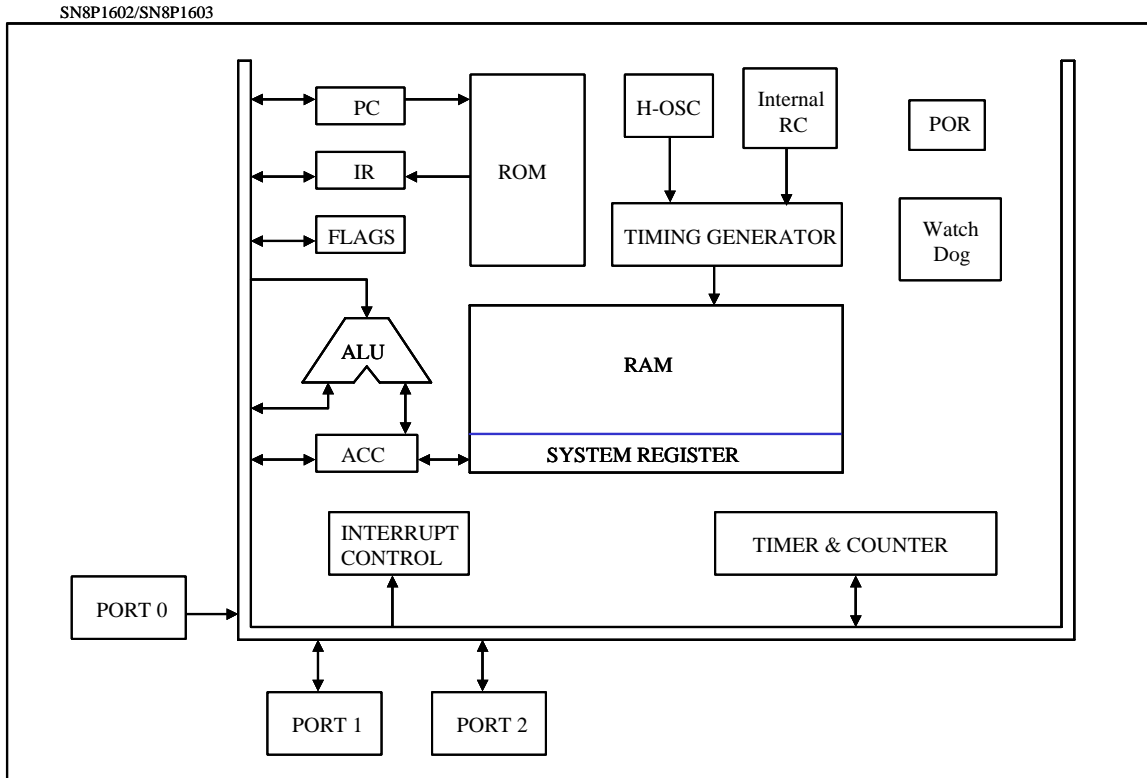 SN8P1602/SN8P1603
PC
IR
FLAGS
ROM
H-OSC
Internal
RC
POR
TIMING GENERATOR
Watch
Dog
ALU
RAM
ACC
SYSTEM REGISTER
INTERRUPT
CONTROL
TIMER & COUNTER
PORT 0
PORT 1
PORT 2